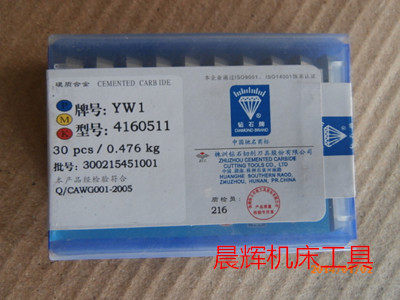 硬质合金 CEMENTED CARBIDE
P
M
K
牌号: YW1
型号: 4160511
30 pcs / 0.476 kg
批号: 300215451001
本产品经检验符合
Q/CAWG001-2005
钻石牌
DIAMOND BRAND
中国驰名商标
株洲钻石切削刀具股份有限公司
ZHUZHOU CEMENTED CARBIDE
CUTTING TOOLS CO., LTD
HUANGHE SOUTHERN ROAD,
ZHUZHOU, HUNAN, PR.CHINA
质检员:
216
晨辉机床工具